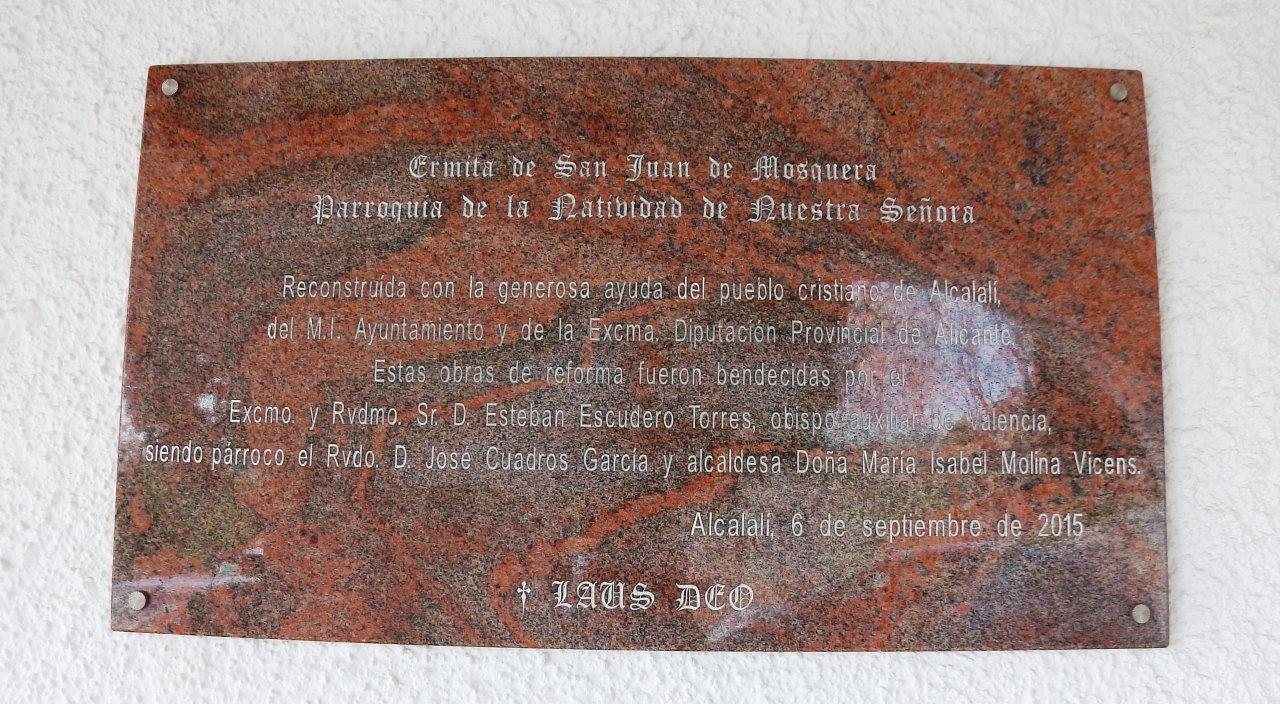 Ermita de San Juan de Mosquera
Parroquia de la Natividad de Nuestra Señora
Reconstruída con la generosa ayuda del pueblo cristiano de Alcalalí,
del M.I. Ayuntamiento y de la Excma. Diputación Provincial de Alicante.
Estas obras de reforma fueron bendecidas por el
Excmo. y Rvdmo. Sr. D. Esteban Escudero Torres, obispo auxiliar de Valencia,
siendo párroco el Rvdo. D. José Cuadros García y alcaldesa Doña María Isabel Molina Vicens.
Alcalalí, 6 de septiembre de 2015
† LAUS DEO